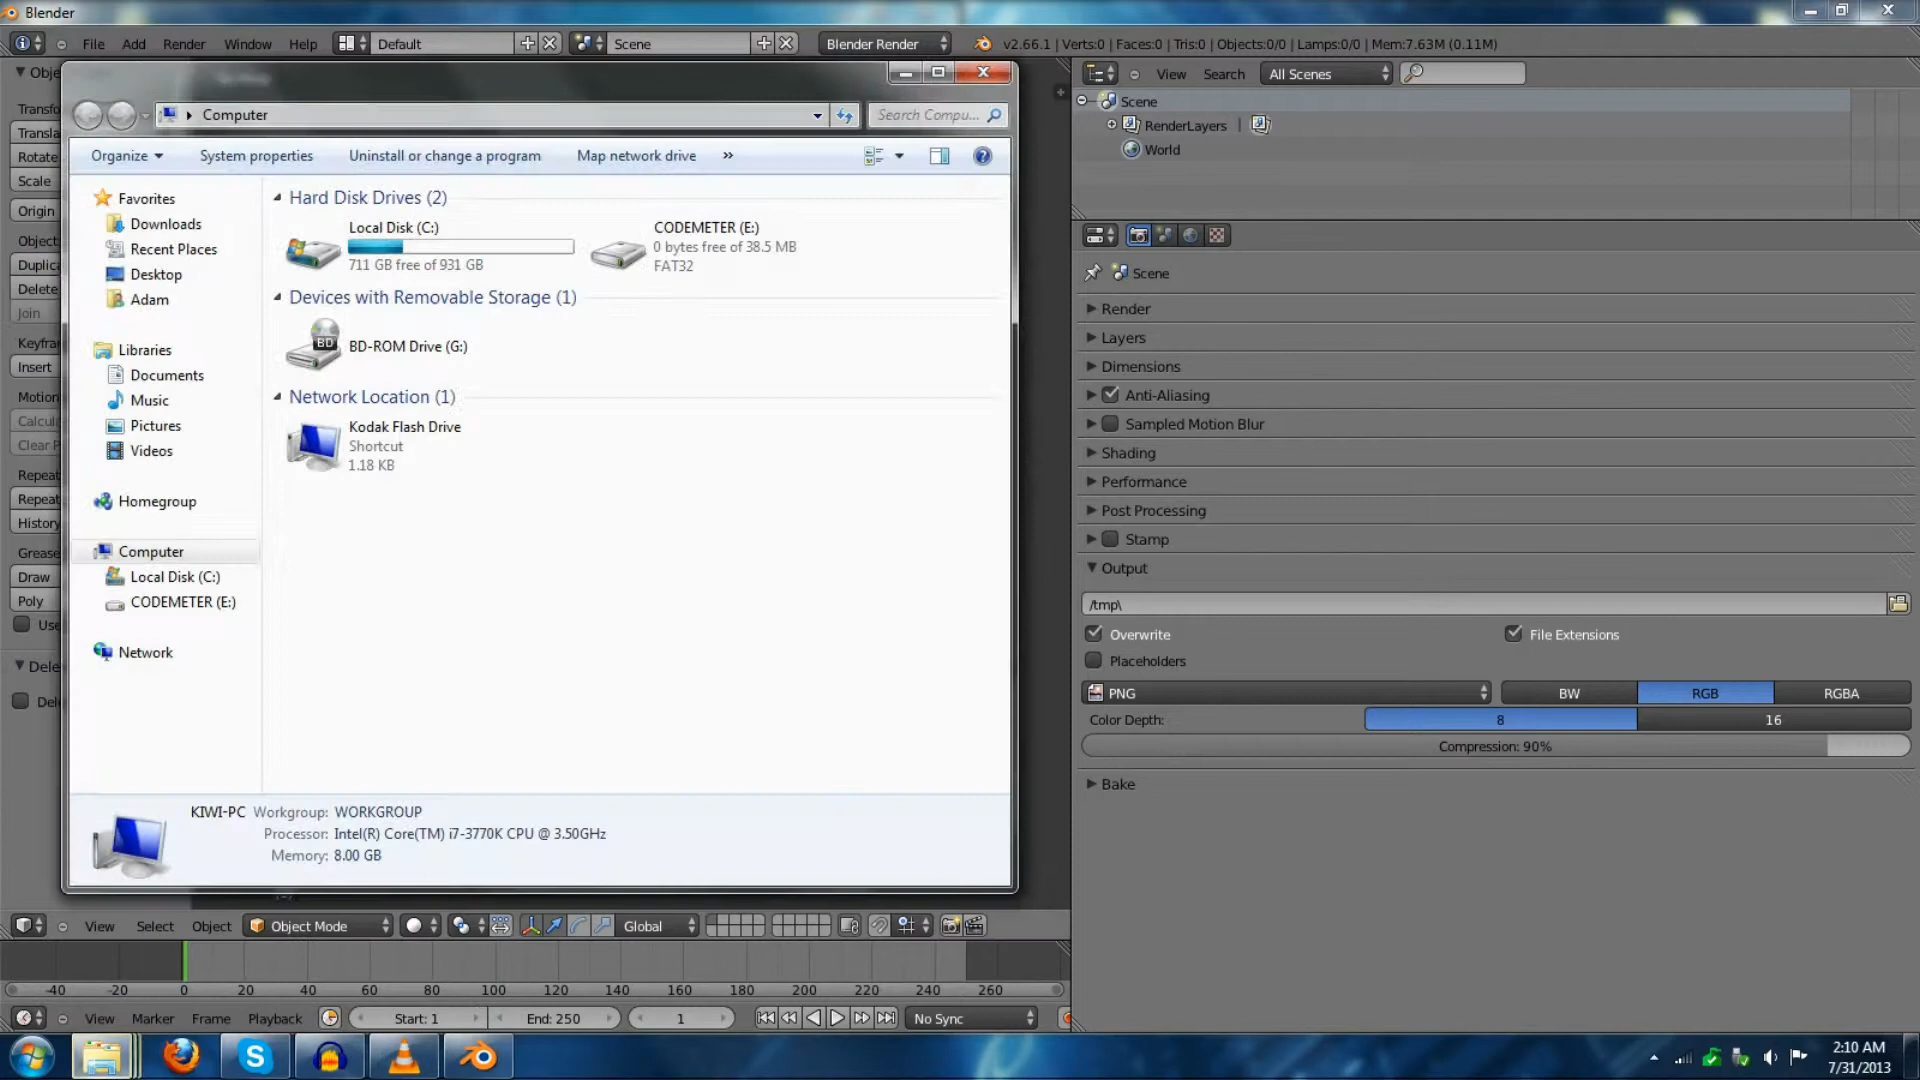 Blender
File Add Render Window Help Default Scene Blender Render v2.66.1 | Verts:0 | Faces:0 | Tris:0 | Objects:0/0 | Lamps:0/0 | Mem:7.63M (0.11M)
View Search All Scenes
Scene
RenderLayers |
World
Scene
Render
Layers
Dimensions
Anti-Aliasing
Sampled Motion Blur
Shading
Performance
Post Processing
Stamp
Output
/tmp\
Overwrite File Extensions
Placeholders
PNG BW RGB RGBA
Color Depth: 8 16
Compression: 90%
Bake
Rotate
Scale
Origin
Delete
Join
Insert
Repeat
History
Draw
Poly
Computer
Search Compu...
Organize System properties Uninstall or change a program Map network drive »
Favorites
Downloads
Recent Places
Desktop
Adam
Libraries
Documents
Music
Pictures
Videos
Homegroup
Computer
Local Disk (C:)
CODEMETER (E:)
Network
Hard Disk Drives (2)
Local Disk (C:)
711 GB free of 931 GB
CODEMETER (E:)
0 bytes free of 38.5 MB
FAT32
Devices with Removable Storage (1)
BD
BD-ROM Drive (G:)
Network Location (1)
Kodak Flash Drive
Shortcut
1.18 KB
KIWI-PC Workgroup: WORKGROUP
Processor: Intel(R) Core(TM) i7-3770K CPU @ 3.50GHz
Memory: 8.00 GB
View Select Object Object Mode Global
-40 -20 0 20 40 60 80 100 120 140 160 180 200 220 240 260
View Marker Frame Playback Start: 1 End: 250 1 No Sync
2:10 AM
7/31/2013